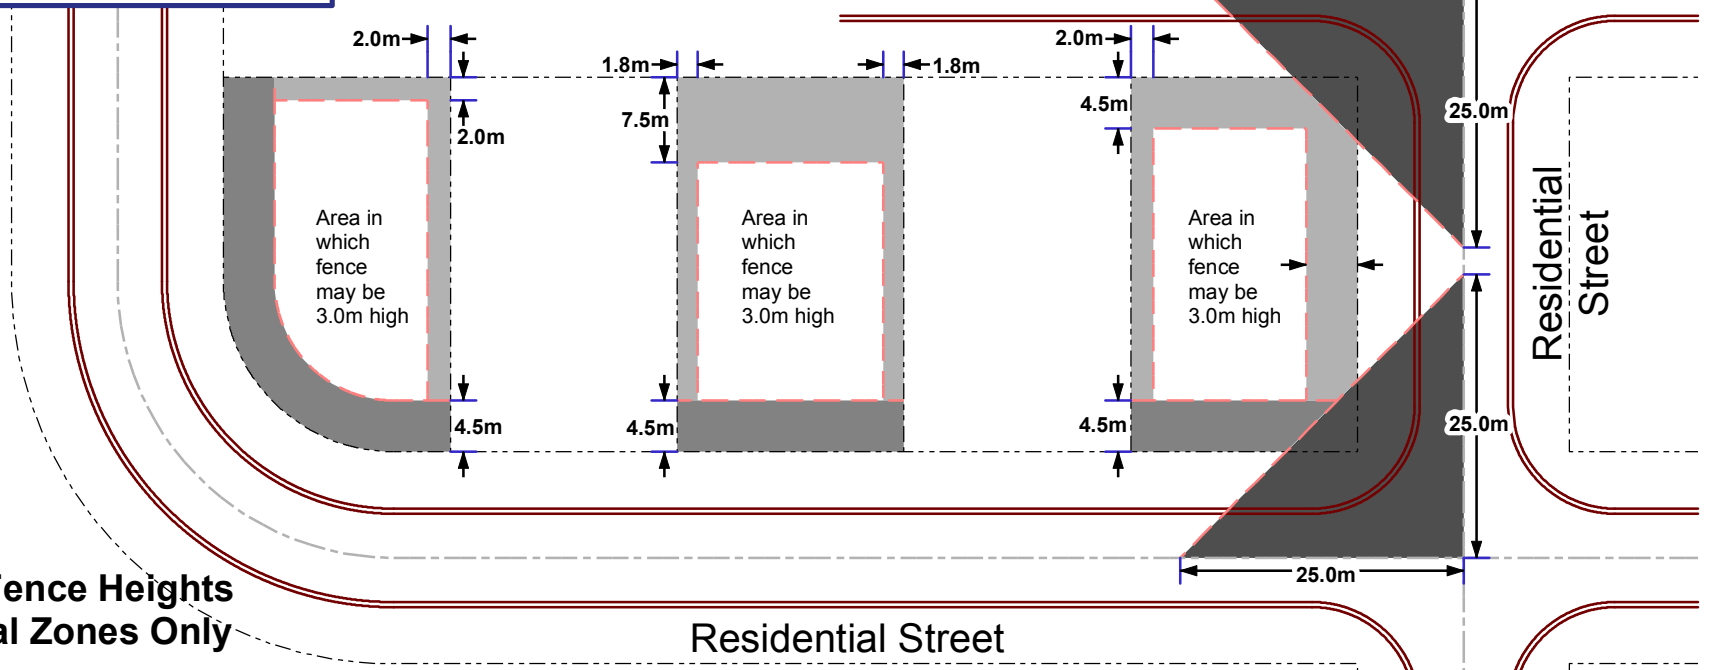 2.0m
2.0m
1.8m
1.8m
7.5m
2.0m
4.5m
25.0m
Area in
which
fence
may be
3.0m high
Area in
which
fence
may be
3.0m high
Area in
which
fence
may be
3.0m high
Residential
Street
4.5m
4.5m
4.5m
25.0m
25.0m
ence Heights
al Zones Only
Residential Street